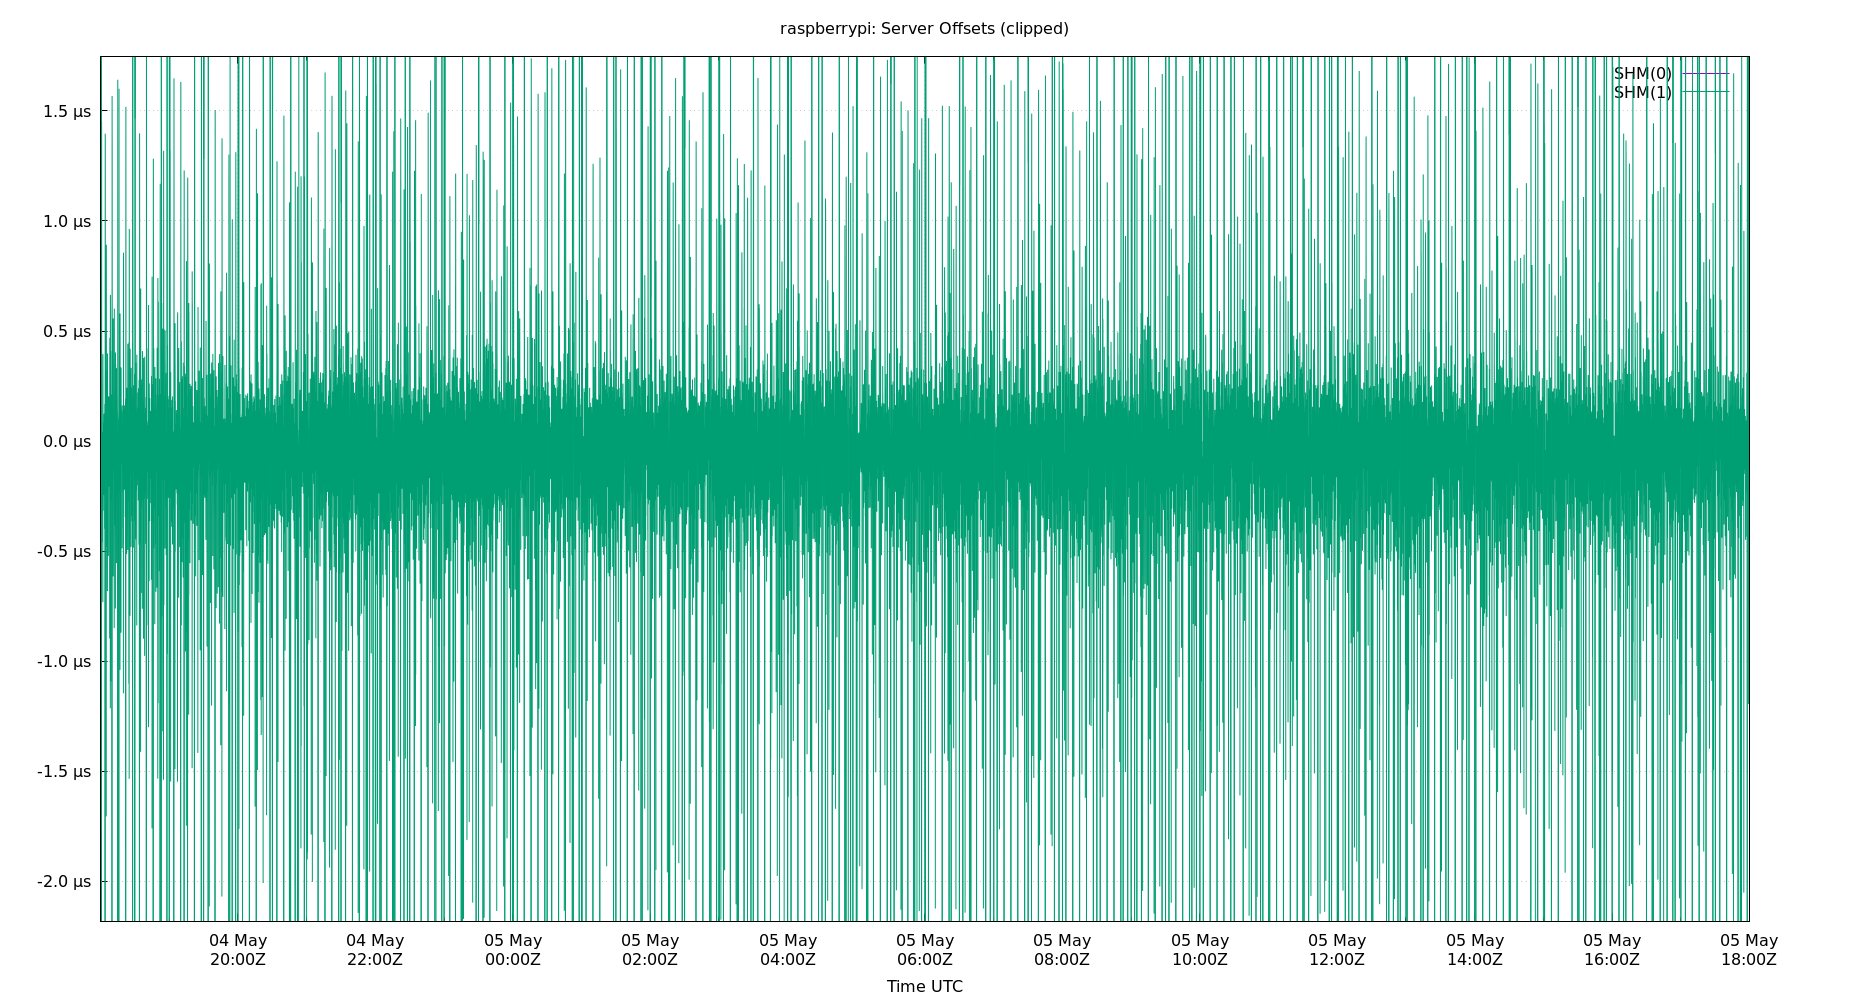 raspberrypi: Server Offsets (clipped)
SHM(0)
SHM(1)
1.5 µs
1.0 µs
0.5 µs
0.0 µs
-0.5 µs
-1.0 µs
-1.5 µs
-2.0 µs
04 May 04 May 05 May 05 May 05 May 05 May 05 May 05 May 05 May 05 May 05 May 05 May
20:00Z 22:00Z 00:00Z 02:00Z 04:00Z 06:00Z 08:00Z 10:00Z 12:00Z 14:00Z 16:00Z 18:00Z
Time UTC